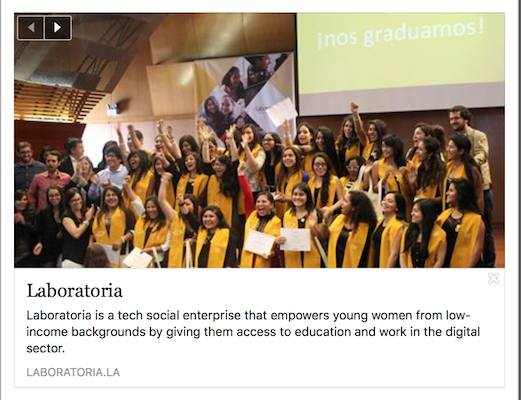 ¡nos graduamos!
Laboratoria
Laboratoria
Laboratoria is a tech social enterprise that empowers young women from low-
income backgrounds by giving them access to education and work in the digital
sector.
LABORATORIA.LA